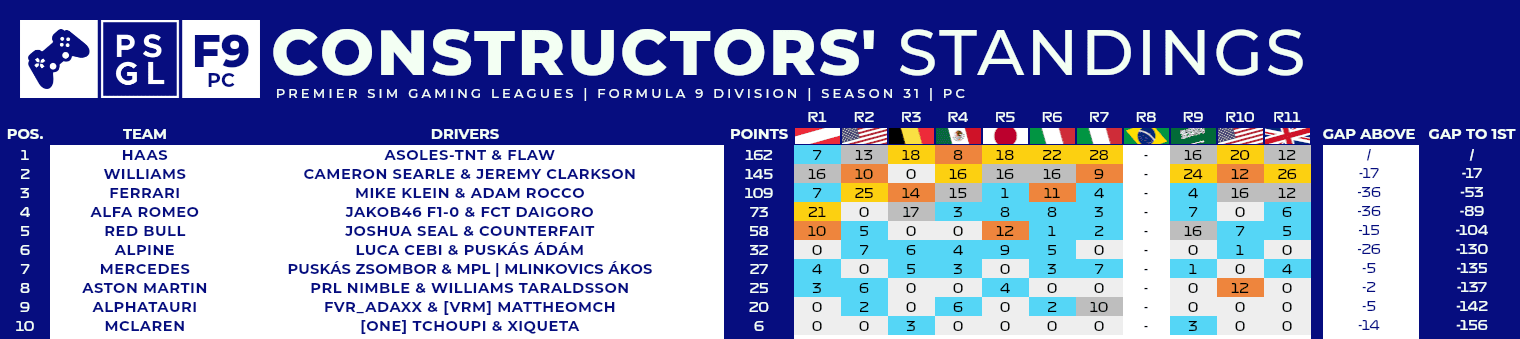 PS GL F9 PC CONSTRUCTORS' STANDINGS
PREMIER SIM GAMING LEAGUES | FORMULA 9 DIVISION | SEASON 31 | PC
R1 R2 R3 R4 R5 R6 R7 R8 R9 R10 R11
POS. TEAM DRIVERS POINTS GAP ABOVE GAP TO 1ST
1 HAAS ASOLES-TNT & FLAW 162 7 13 18 8 18 22 28 - 16 20 12 / /
2 WILLIAMS CAMERON SEARLE & JEREMY CLARKSON 145 16 10 0 16 16 16 9 - 24 12 26 -17 -17
3 FERRARI MIKE KLEIN & ADAM ROCCO 109 7 25 14 15 1 11 4 - 4 16 12 -36 -53
4 ALFA ROMEO JAKOB46 F1-0 & FCT DAIGORO 73 21 0 17 3 8 8 3 - 7 0 6 -36 -89
5 RED BULL JOSHUA SEAL & COUNTERFAIT 58 10 5 0 0 12 1 2 - 16 7 5 -15 -104
6 ALPINE LUCA CEBI & PUSKÁS ÁDÁM 32 0 7 6 4 9 5 0 - 0 1 0 -26 -130
7 MERCEDES PUSKÁS ZSOMBOR & MPL | MLINKOVICS ÁKOS 27 4 0 5 3 0 3 7 - 1 0 4 -5 -135
8 ASTON MARTIN PRL NIMBLE & WILLIAMS TARALDSSON 25 3 6 0 0 4 0 0 - 0 12 0 -2 -137
9 ALPHATAURI FVR_ADAXX & [VRM] MATTHEOMCH 20 0 2 0 6 0 2 10 - 0 0 0 -5 -142
10 MCLAREN [ONE] TCHOUPI & XIQUETA 6 0 0 3 0 0 0 0 - 3 0 0 -14 -156